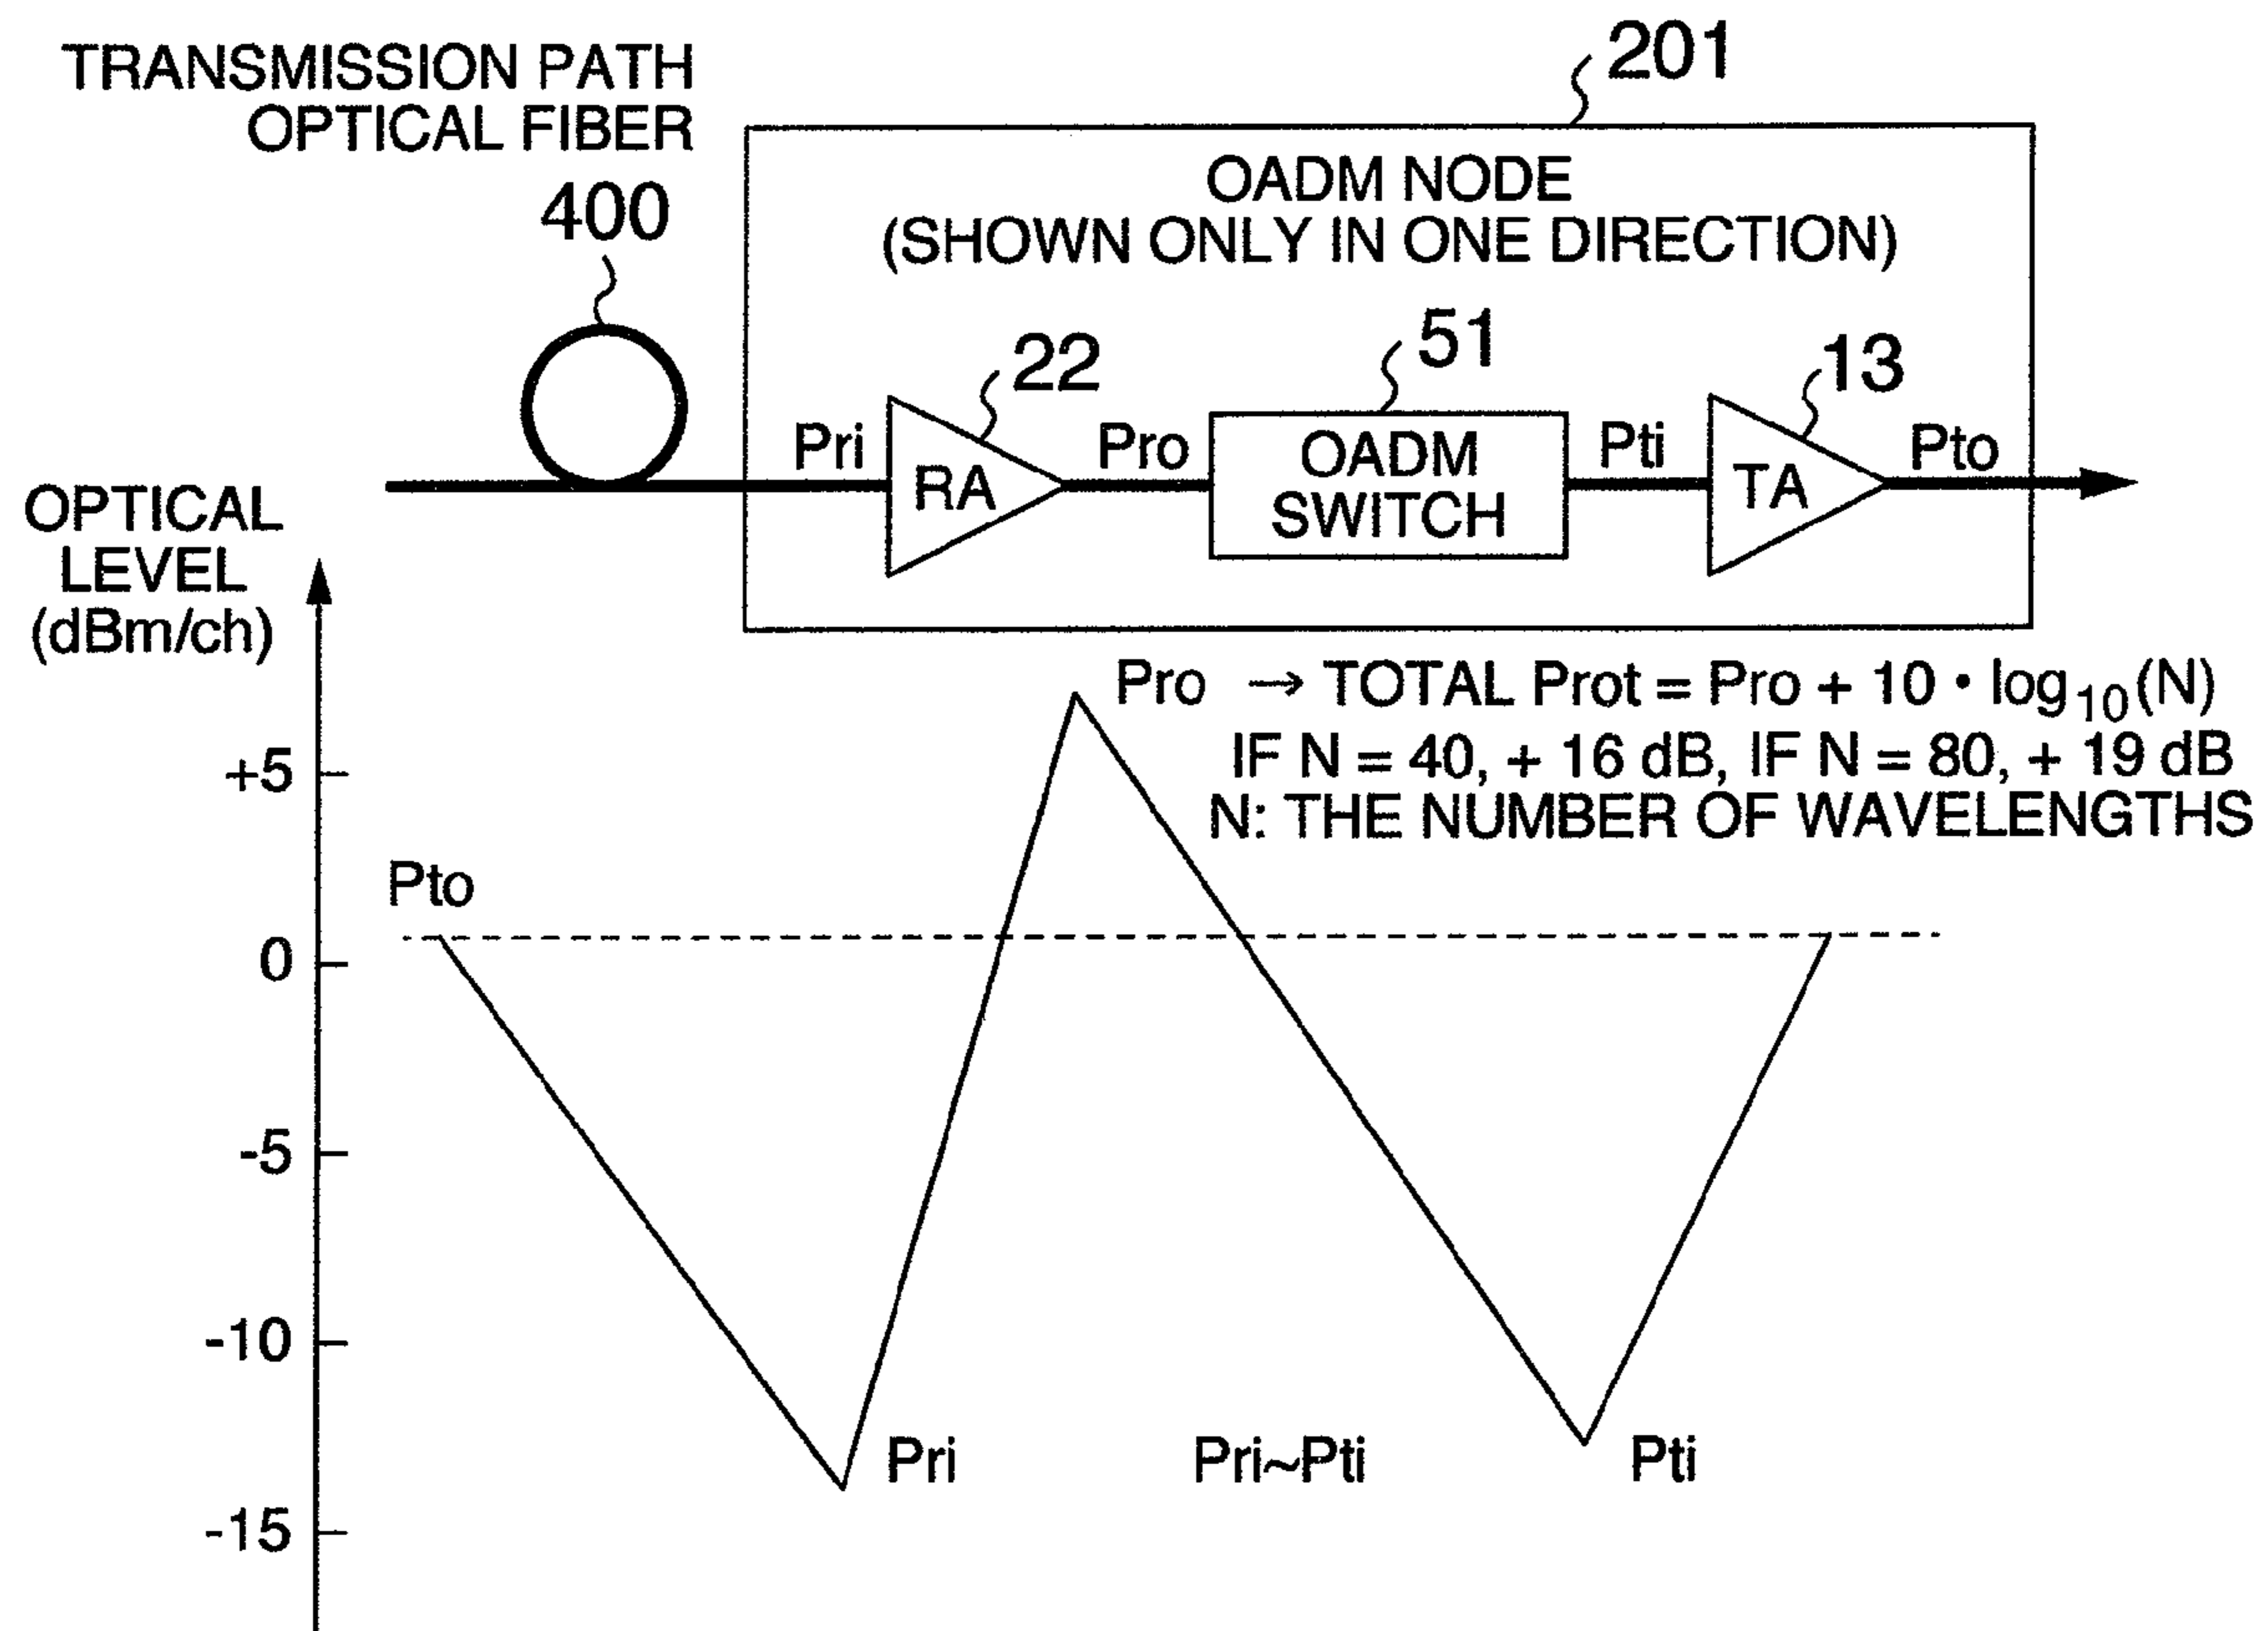 TRANSMISSION PATH
OPTICAL FIBER
400
201
OADM NODE
(SHOWN ONLY IN ONE DIRECTION)
22
51
13
Pri
RA
Pro
OADM
SWITCH
Pti
TA
Pto
OPTICAL
LEVEL
(dBm/ch)
Pro → TOTAL Prot = Pro + 10 • log₁₀(N)
IF N = 40, + 16 dB, IF N = 80, + 19 dB
N: THE NUMBER OF WAVELENGTHS
+5
Pto
0
-5
-10
Pri
Pri~Pti
Pti
-15